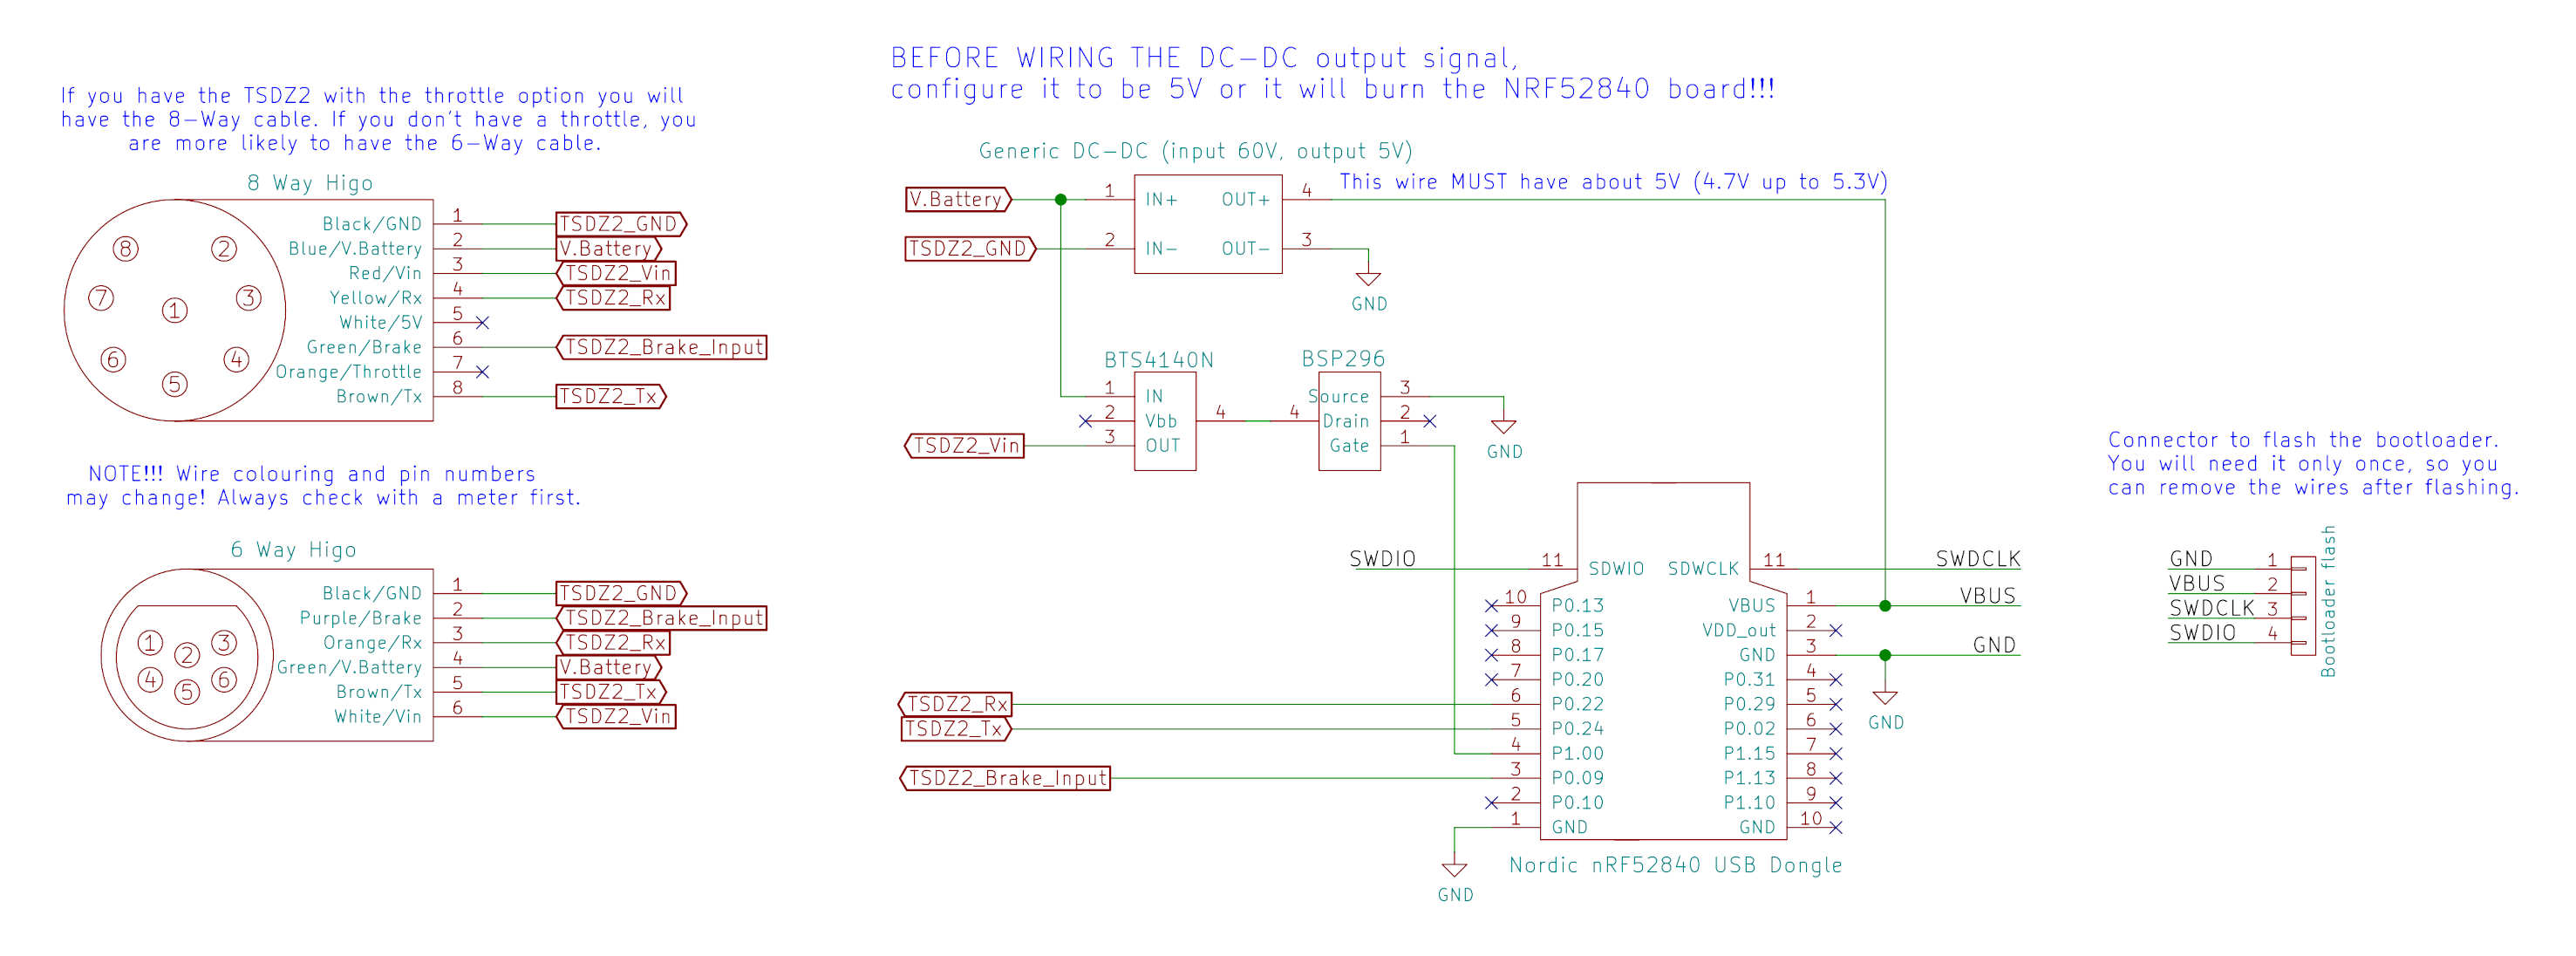 BEFORE WIRING THE DC-DC output signal,
configure it to be 5V or it will burn the NRF52840 board!!!
If you have the TSDZ2 with the throttle option you will
have the 8-Way cable. If you don't have a throttle, you
are more likely to have the 6-Way cable.
8 Way Higo
8
2
7
3
1
6
4
5
Black/GND 1 TSDZ2_GND
Blue/V.Battery 2 V.Battery
Red/Vin 3 TSDZ2_Vin
Yellow/Rx 4 TSDZ2_Rx
White/5V 5
Green/Brake 6 TSDZ2_Brake_Input
Orange/Throttle 7
Brown/Tx 8 TSDZ2_Tx
NOTE!!! Wire colouring and pin numbers
may change! Always check with a meter first.
6 Way Higo
1
2
3
4
5
6
Black/GND 1 TSDZ2_GND
Purple/Brake 2 TSDZ2_Brake_Input
Orange/Rx 3 TSDZ2_Rx
Green/V.Battery 4 V.Battery
Brown/Tx 5 TSDZ2_Tx
White/Vin 6 TSDZ2_Vin
Generic DC-DC (input 60V, output 5V)
This wire MUST have about 5V (4.7V up to 5.3V)
V.Battery 1 IN+ OUT+ 4
TSDZ2_GND 2 IN- OUT- 3
GND
BTS4140N
1 IN
2 Vbb 4
TSDZ2_Vin 3 OUT
BSP296
Source 3
4 Drain 2
Gate 1
GND
SWDIO 11 SDWIO SDWCLK 11 SWDCLK
10 P0.13 VBUS 1 VBUS
9 P0.15 VDD_out 2
8 P0.17 GND 3 GND
7 P0.20 P0.31 4
TSDZ2_Rx 6 P0.22 P0.29 5
TSDZ2_Tx 5 P0.24 P0.02 6
4 P1.00 P1.15 7
TSDZ2_Brake_Input 3 P0.09 P1.13 8
2 P0.10 P1.10 9
1 GND GND 10
GND
GND
Nordic nRF52840 USB Dongle
Connector to flash the bootloader.
You will need it only once, so you
can remove the wires after flashing.
GND 1
VBUS 2
SWDCLK 3
SWDIO 4
Bootloader flash